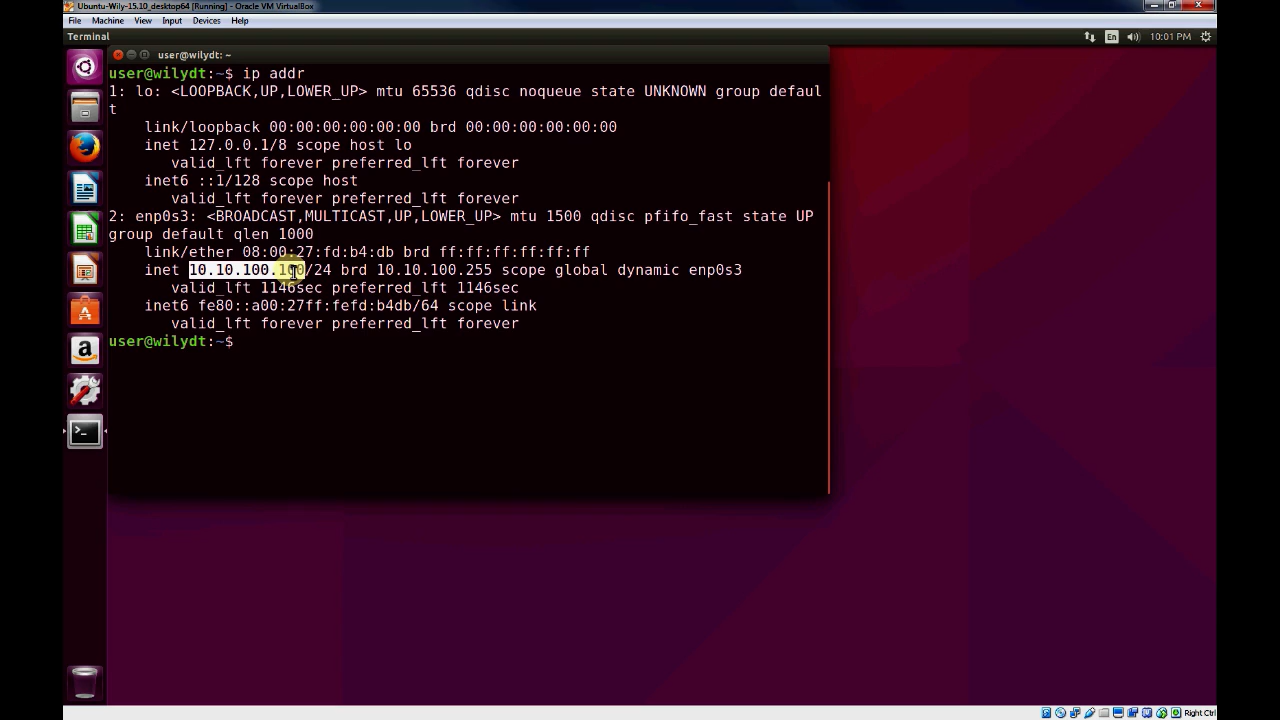 Ubuntu-Wily-15.10_desktop64 [Running] - Oracle VM VirtualBox
File Machine View Input Devices Help
Terminal En 10:01 PM
user@wilydt: ~
user@wilydt:~$ ip addr
1: lo: <LOOPBACK,UP,LOWER_UP> mtu 65536 qdisc noqueue state UNKNOWN group defaul
t
link/loopback 00:00:00:00:00:00 brd 00:00:00:00:00:00
inet 127.0.0.1/8 scope host lo
valid_lft forever preferred_lft forever
inet6 ::1/128 scope host
valid_lft forever preferred_lft forever
2: enp0s3: <BROADCAST,MULTICAST,UP,LOWER_UP> mtu 1500 qdisc pfifo_fast state UP
group default qlen 1000
link/ether 08:00:27:fd:b4:db brd ff:ff:ff:ff:ff:ff
inet 10.10.100.100/24 brd 10.10.100.255 scope global dynamic enp0s3
valid_lft 1146sec preferred_lft 1146sec
inet6 fe80::a00:27ff:fefd:b4db/64 scope link
valid_lft forever preferred_lft forever
user@wilydt:~$
Right Ctrl